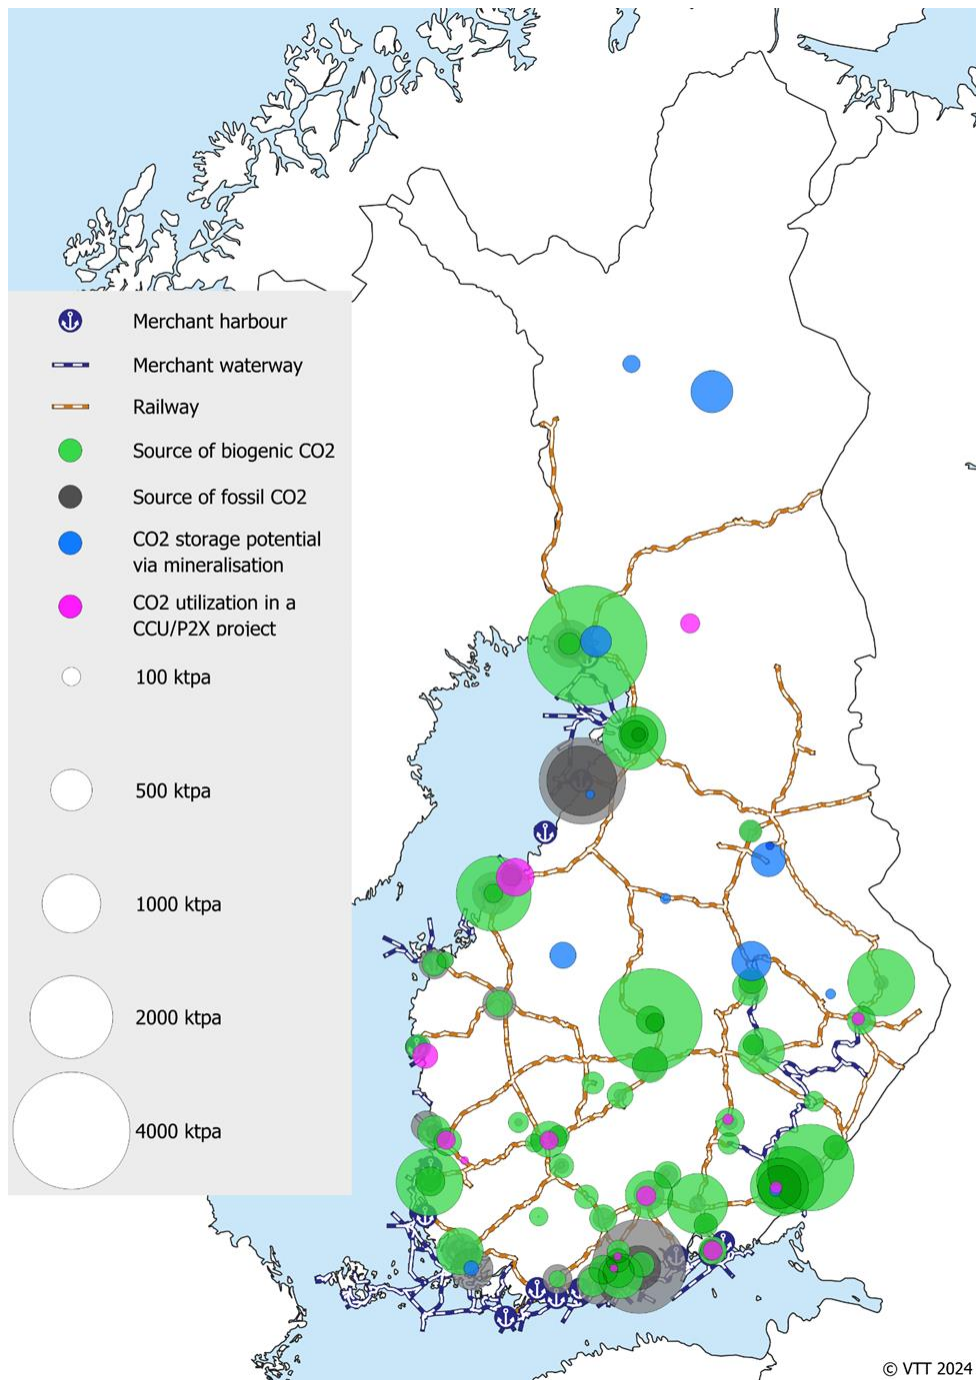 Merchant harbour
Merchant waterway
Railway
Source of biogenic CO2
Source of fossil CO2
CO2 storage potential
via mineralisation
CO2 utilization in a
CCU/P2X project
100 ktpa
500 ktpa
1000 ktpa
2000 ktpa
4000 ktpa
© VTT 2024